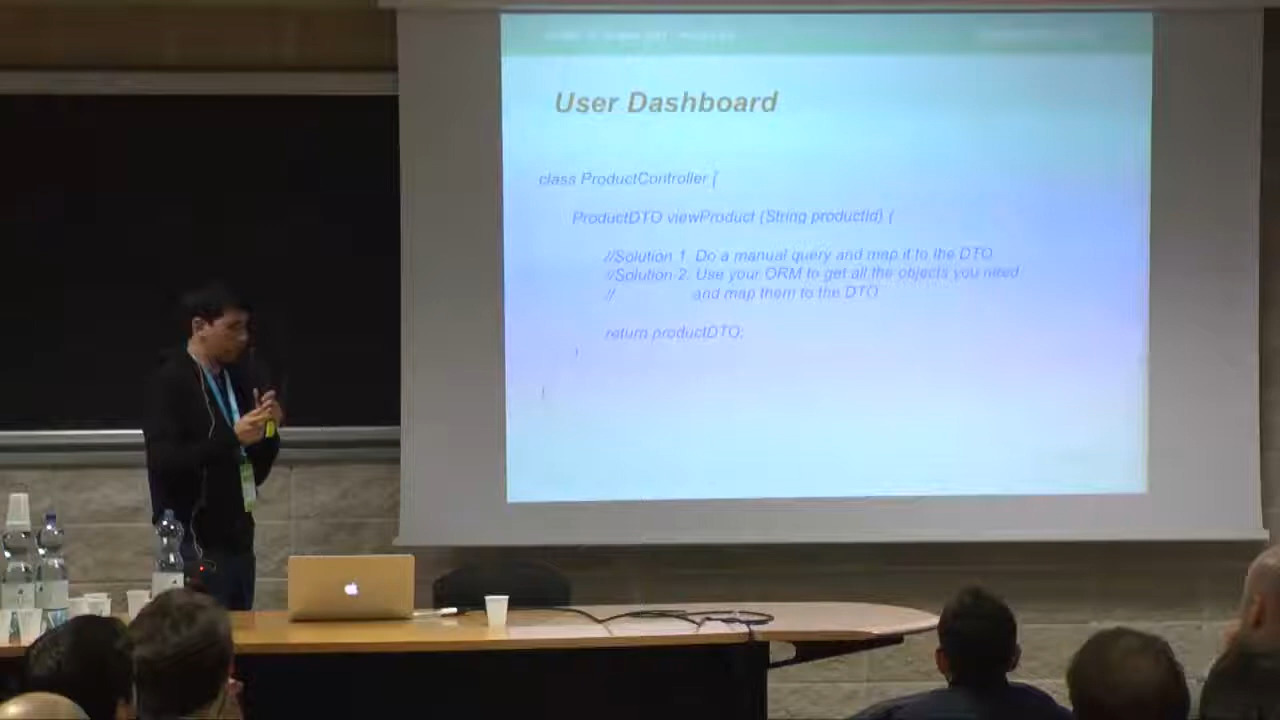 User Dashboard
class ProductController {
ProductDTO viewProduct (String productId) {
//Solution 1. Do a manual query and map it to the DTO
//Solution 2. Use your ORM to get all the objects you need
// and map them to the DTO
return productDTO;
}
}